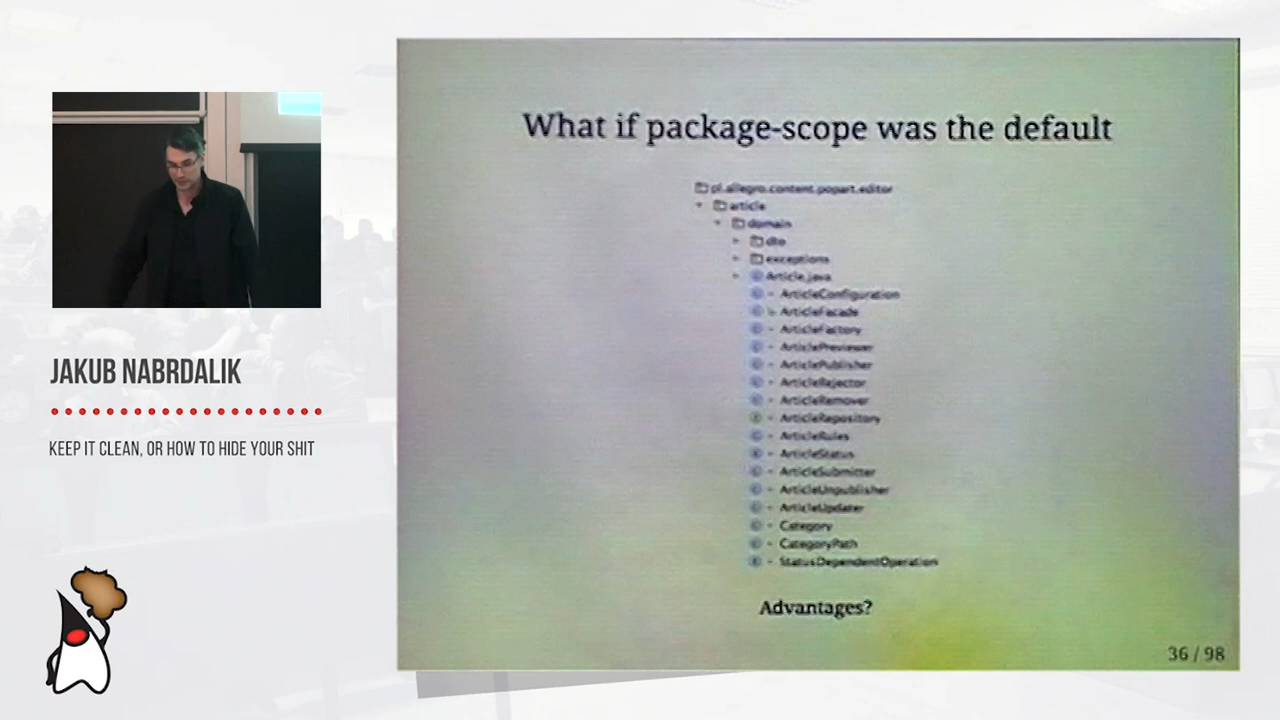 JAKUB NABRDALIK
KEEP IT CLEAN, OR HOW TO HIDE YOUR SHIT
What if package-scope was the default
pl.allegro.content.popart.editor
article
domain
dto
exceptions
Article.java
ArticleConfiguration
ArticleFacade
ArticleFactory
ArticlePreviewer
ArticlePublisher
ArticleRejector
ArticleRemover
ArticleRepository
ArticleRules
ArticleStatus
ArticleSubmitter
ArticleUnpublisher
ArticleUpdater
Category
CategoryPath
StatusDependentOperation
Advantages?
36 / 98